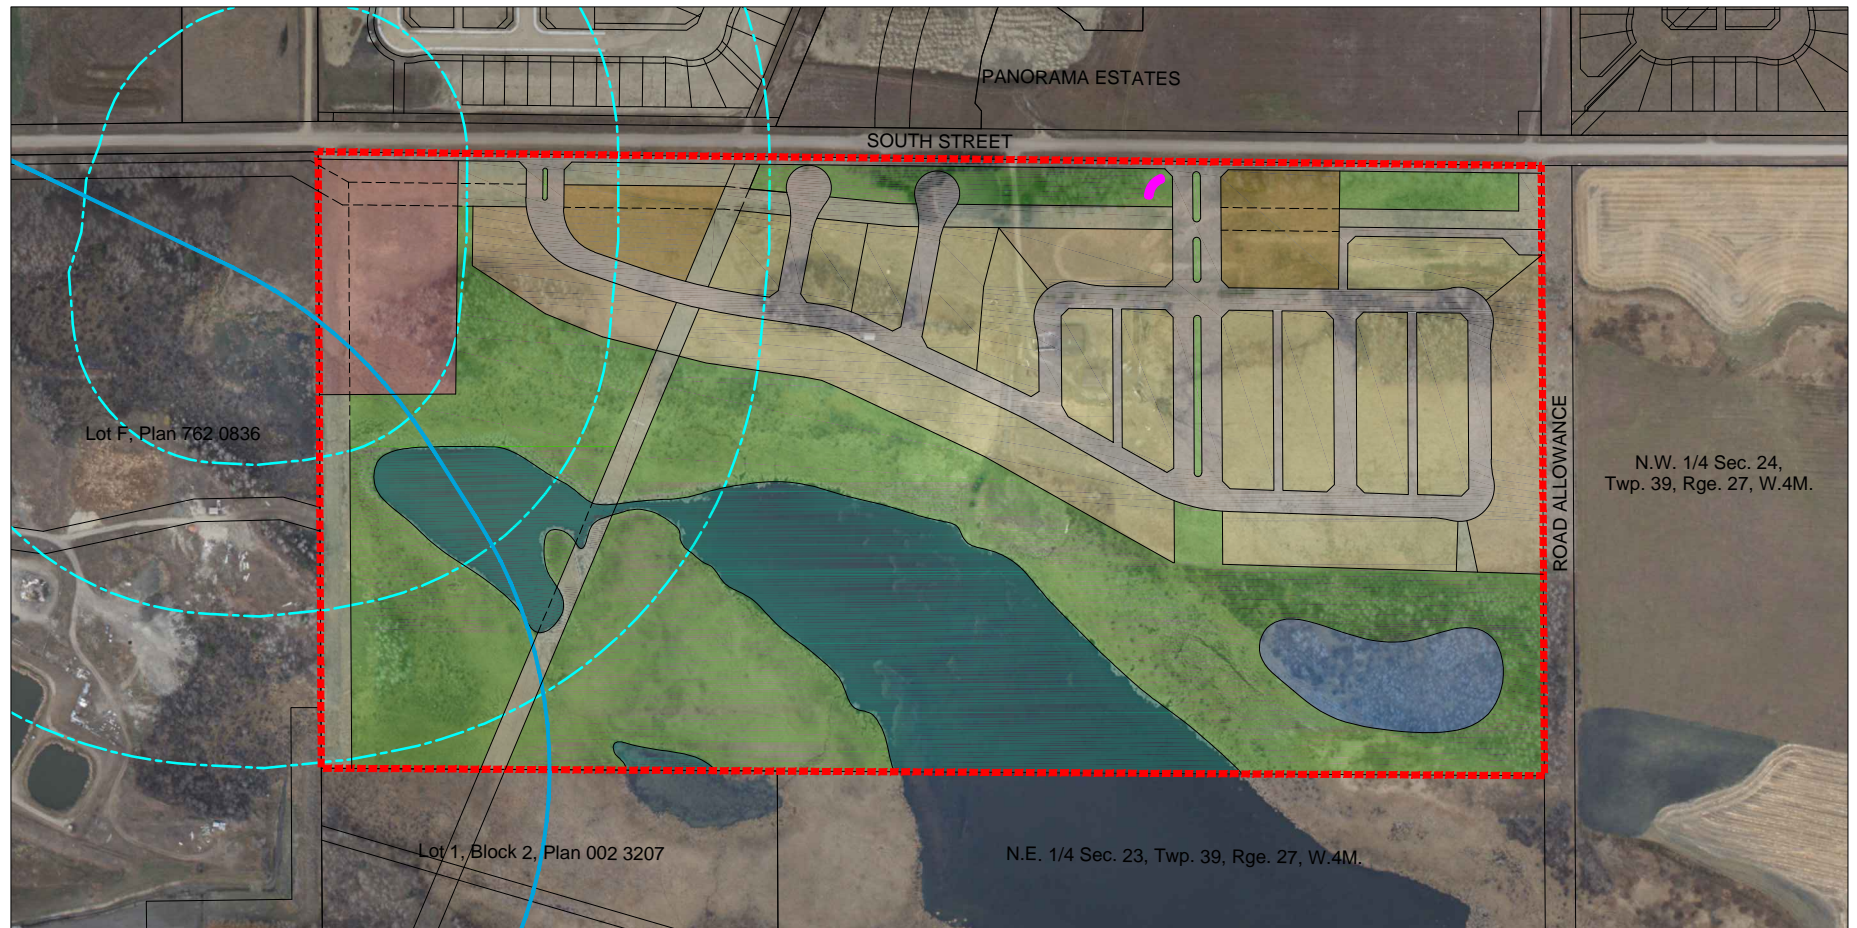 PANORAMA ESTATES
SOUTH STREET
Lot F, Plan 762 0836
ROAD ALLOWANCE
N.W. 1/4 Sec. 24,
Twp. 39, Rge. 27, W.4M.
Lot 1, Block 2, Plan 002 3207
N.E. 1/4 Sec. 23, Twp. 39, Rge. 27, W.4M.